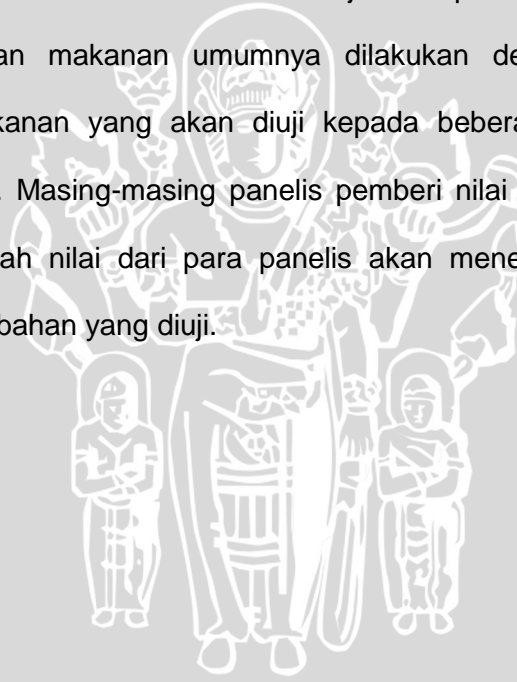 an makanan umumnya dilakukan de
kanan yang akan diuji kepada bebera
. Masing-masing panelis pemberi nilai
ah nilai dari para panelis akan mene
bahan yang diuji.